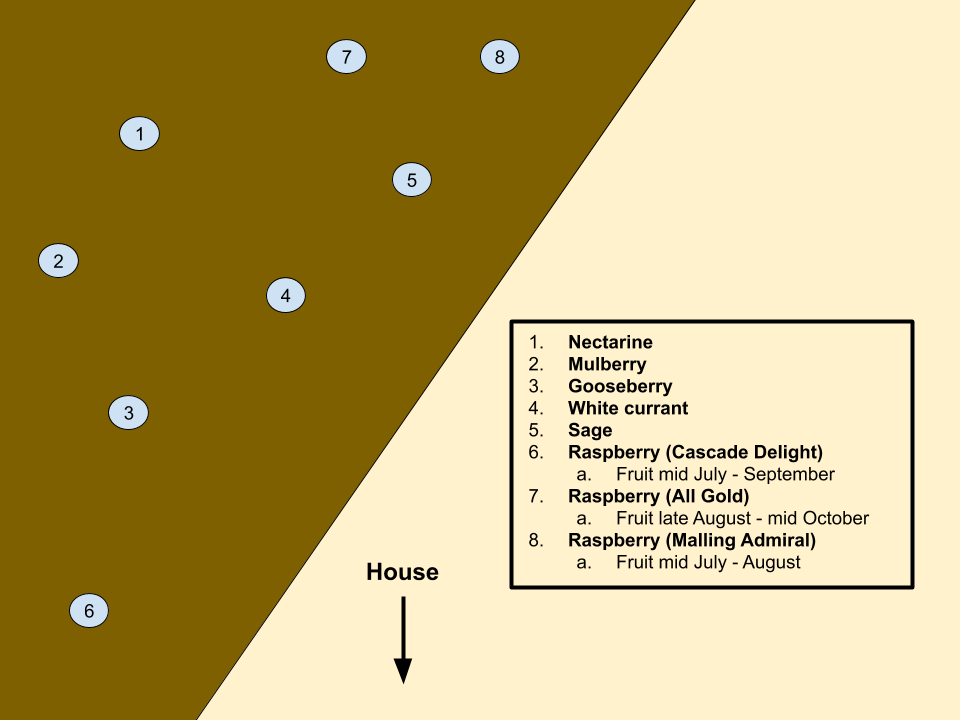 7
8
1
5
2
4
3
6
1. Nectarine
2. Mulberry
3. Gooseberry
4. White currant
5. Sage
6. Raspberry (Cascade Delight)
a. Fruit mid July - September
7. Raspberry (All Gold)
a. Fruit late August - mid October
8. Raspberry (Malling Admiral)
a. Fruit mid July - August
House